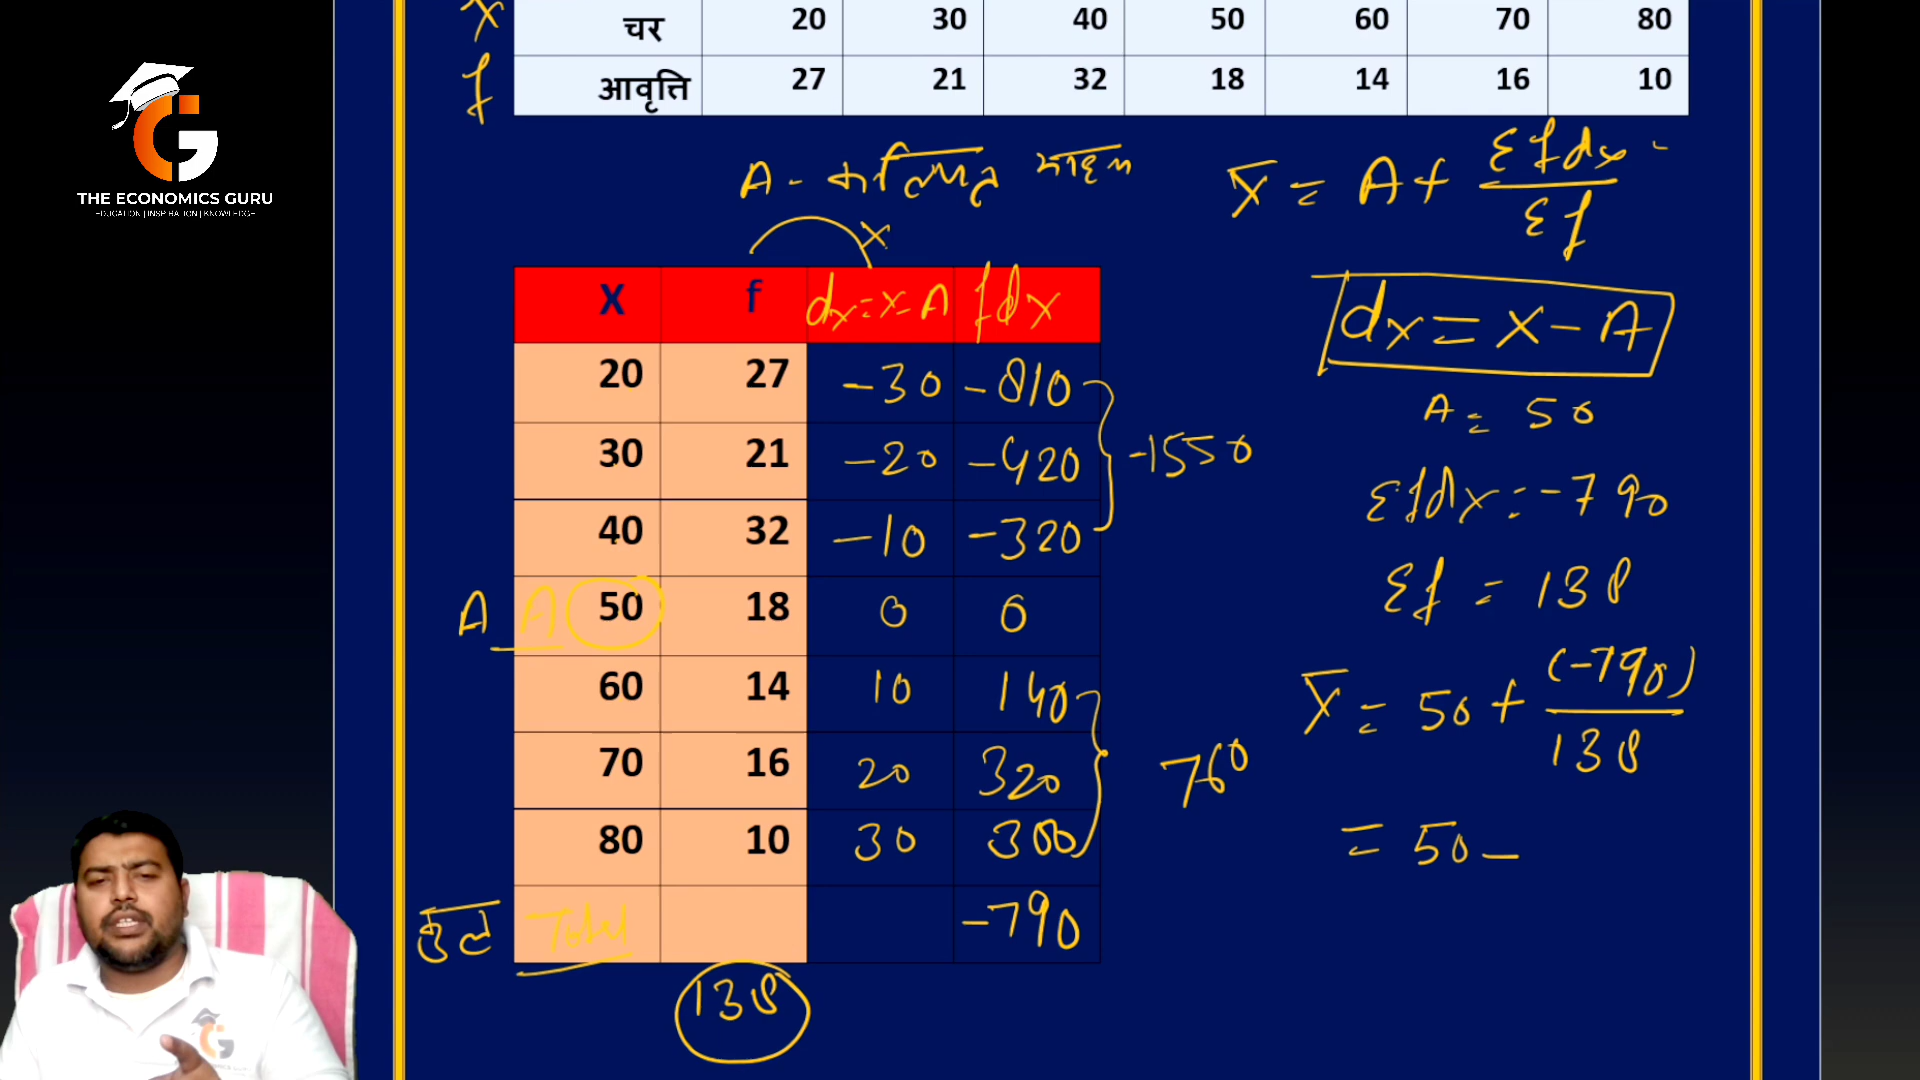 X चर 20 30 40 50 60 70 80
f आवृत्ति 27 21 32 18 14 16 10
THE ECONOMICS GURU
EDUCATION | INSPIRATION | KNOWLEDGE
A - कल्पित माध्य
X̄ = A + Σfdx / Σf
x
X f dx=x-A fdx
dx = X - A
20 27 -30 -810
A = 50
30 21 -20 -420 -1550
Σfdx = -790
40 32 -10 -320
Σf = 138
A A 50 18 0 0
60 14 10 140
X̄ = 50 + (-790) / 138
70 16 20 320 760
80 10 30 300
= 50 -
कुल Total -790
138